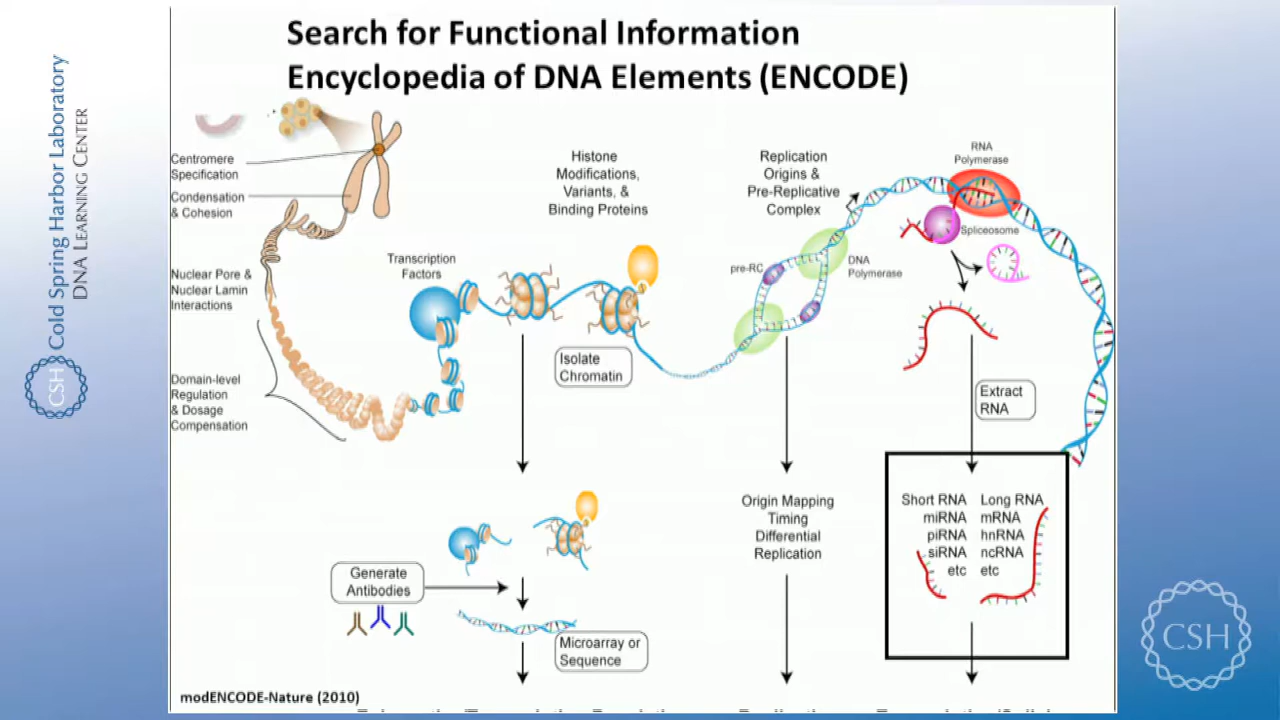 Search for Functional Information
Encyclopedia of DNA Elements (ENCODE)
Cold Spring Harbor Laboratory
DNA LEARNING CENTER
CSH
Centromere
Specification
Condensation
& Cohesion
Nuclear Pore &
Nuclear Lamin
Interactions
Domain-level
Regulation
& Dosage
Compensation
Transcription
Factors
Histone
Modifications,
Variants, &
Binding Proteins
Isolate
Chromatin
Replication
Origins &
Pre-Replicative
Complex
pre-RC
DNA
Polymerase
RNA
Polymerase
Spliceosome
Extract
RNA
Generate
Antibodies
Microarray or
Sequence
Origin Mapping
Timing
Differential
Replication
Short RNA Long RNA
miRNA mRNA
piRNA hnRNA
siRNA ncRNA
etc etc
modENCODE-Nature (2010)
CSH